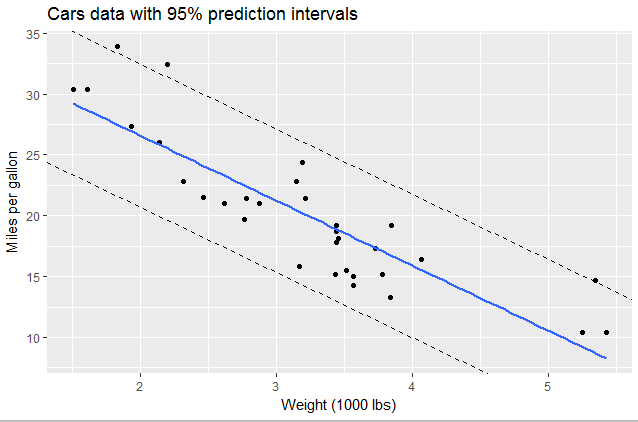 Cars data with 95% prediction intervals
35
30
25
20
15
10
Miles per gallon
2 3 4 5
Weight (1000 lbs)